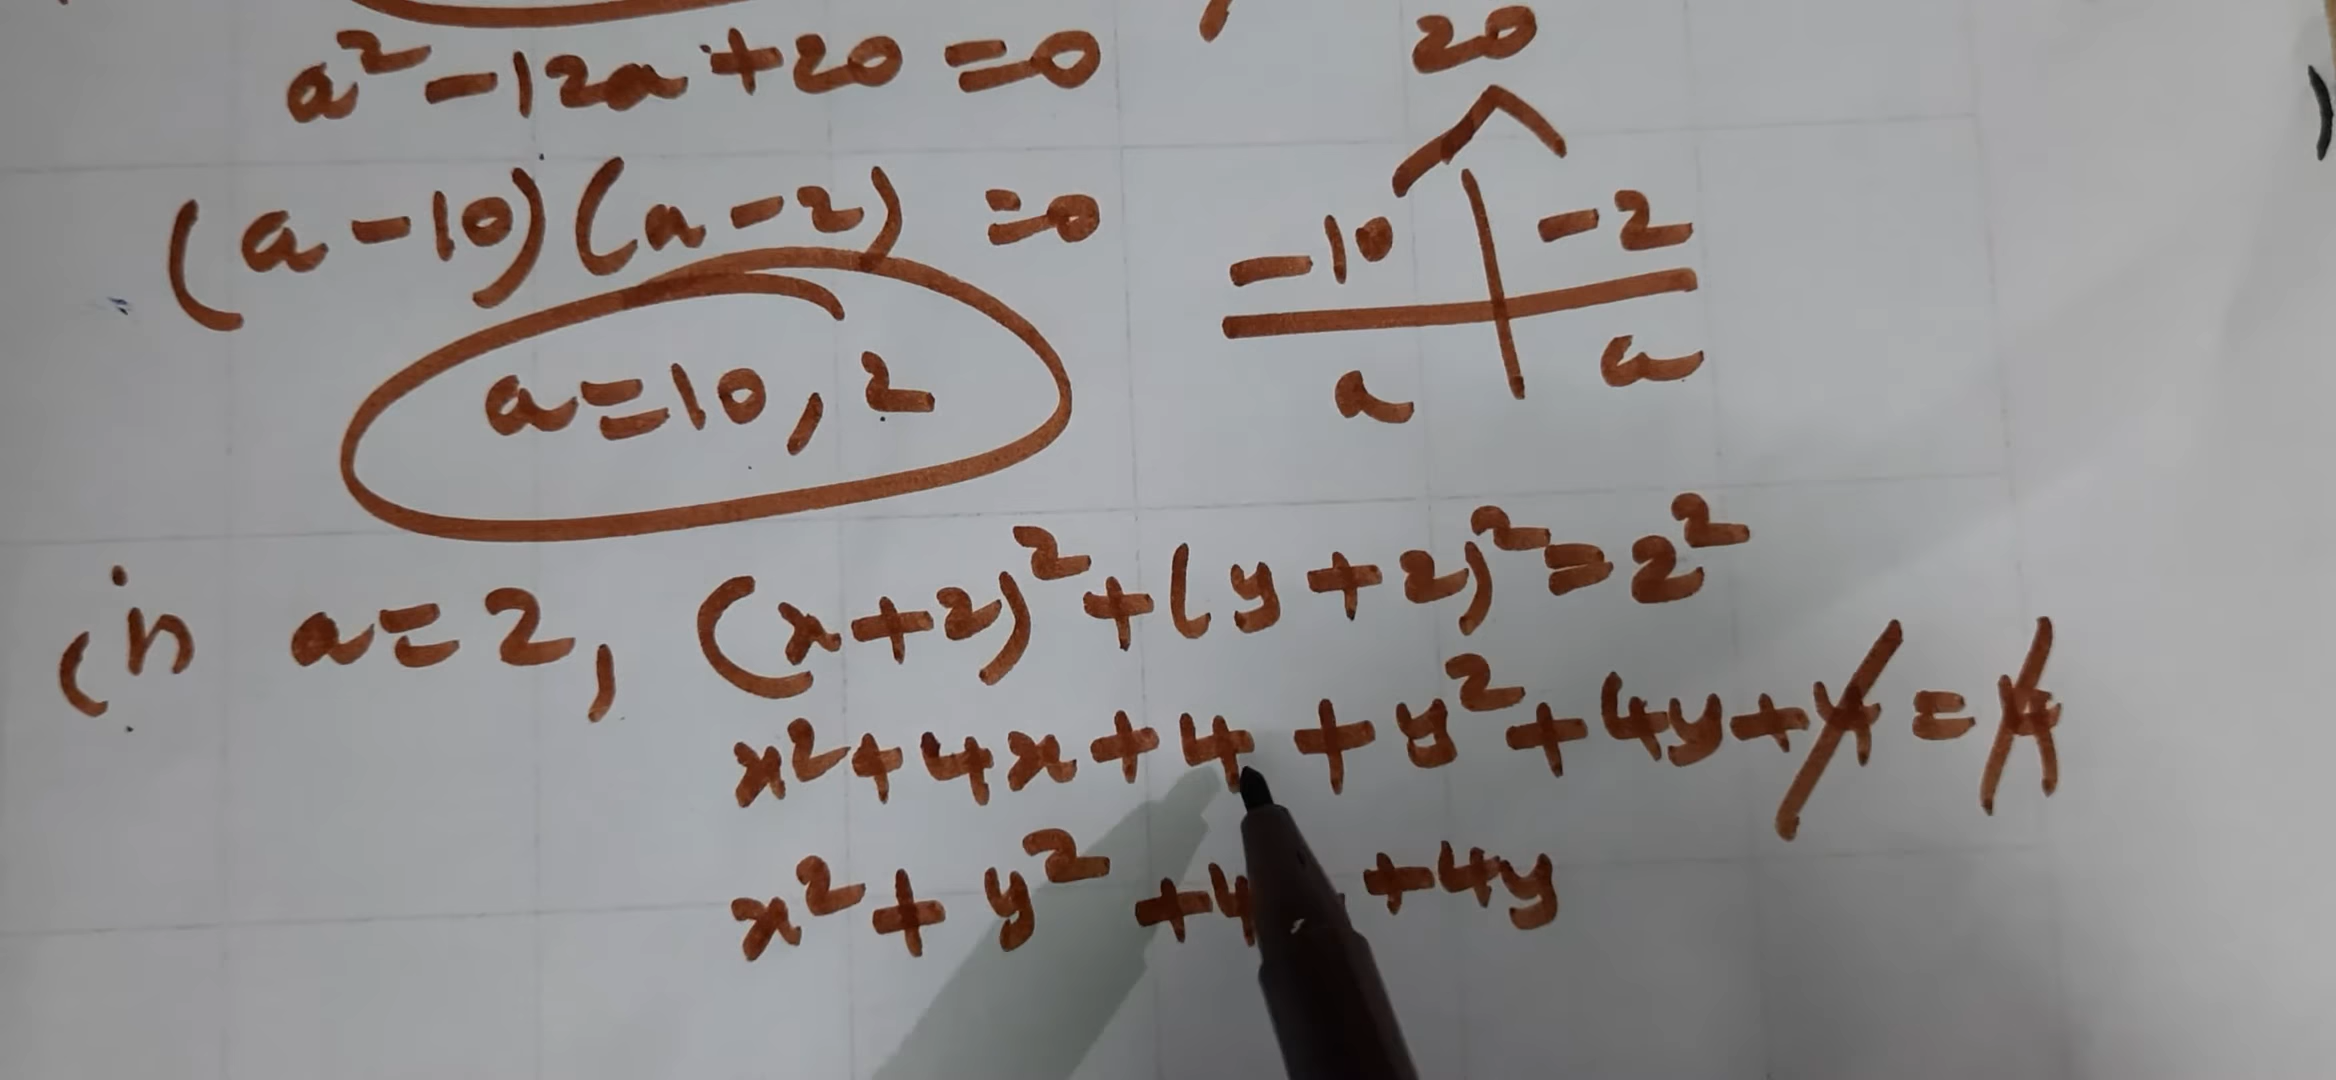 a² - 12a + 20 = 0
20
(a - 10)(a - 2) = 0
-10 | -2
a | a
a = 10, 2
a = 2, (x + 2)² + (y + 2)² = 2²
x² + 4x + 4 + y² + 4y + 4 = 4
x² + y² + 4 + 4y